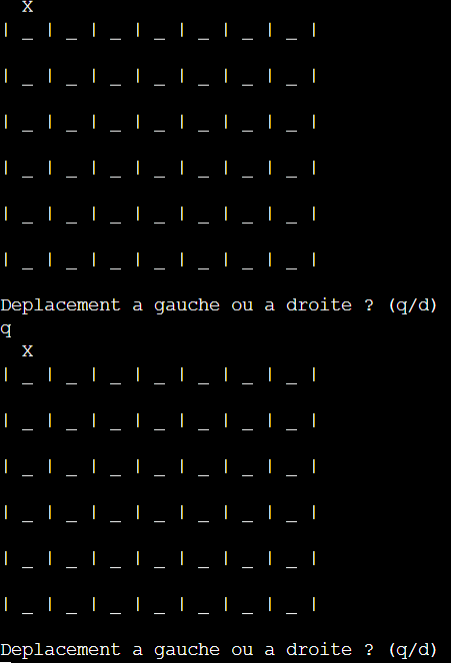 X
| _ | _ | _ | _ | _ | _ | _ |
| _ | _ | _ | _ | _ | _ | _ |
| _ | _ | _ | _ | _ | _ | _ |
| _ | _ | _ | _ | _ | _ | _ |
| _ | _ | _ | _ | _ | _ | _ |
| _ | _ | _ | _ | _ | _ | _ |
Deplacement a gauche ou a droite ? (q/d)
q
X
| _ | _ | _ | _ | _ | _ | _ |
| _ | _ | _ | _ | _ | _ | _ |
| _ | _ | _ | _ | _ | _ | _ |
| _ | _ | _ | _ | _ | _ | _ |
| _ | _ | _ | _ | _ | _ | _ |
| _ | _ | _ | _ | _ | _ | _ |
Deplacement a gauche ou a droite ? (q/d)